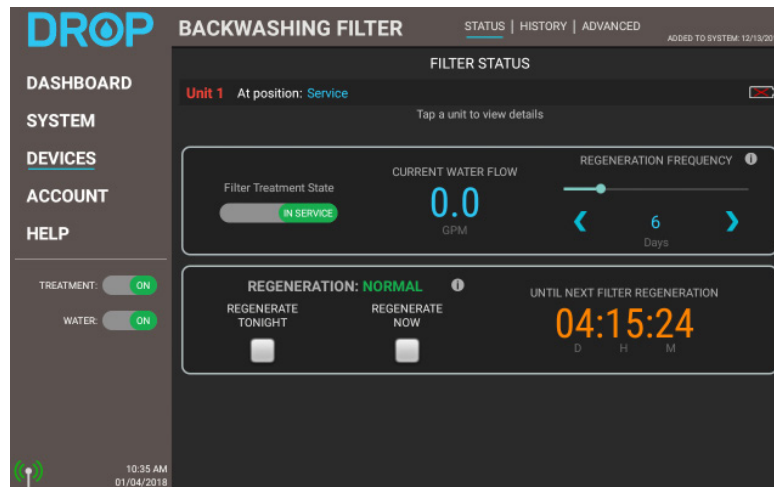 DROP
BACKWASHING FILTER
STATUS | HISTORY | ADVANCED
ADDED TO SYSTEM: 12/13/20
DASHBOARD
SYSTEM
DEVICES
ACCOUNT
HELP
TREATMENT: ON
WATER: ON
10:35 AM
01/04/2018
FILTER STATUS
Unit 1 At position: Service
Tap a unit to view details
Filter Treatment State
IN SERVICE
CURRENT WATER FLOW
0.0
GPM
REGENERATION FREQUENCY i
6
Days
REGENERATION: NORMAL i
REGENERATE TONIGHT
REGENERATE NOW
UNTIL NEXT FILTER REGENERATION
04:15:24
D H M